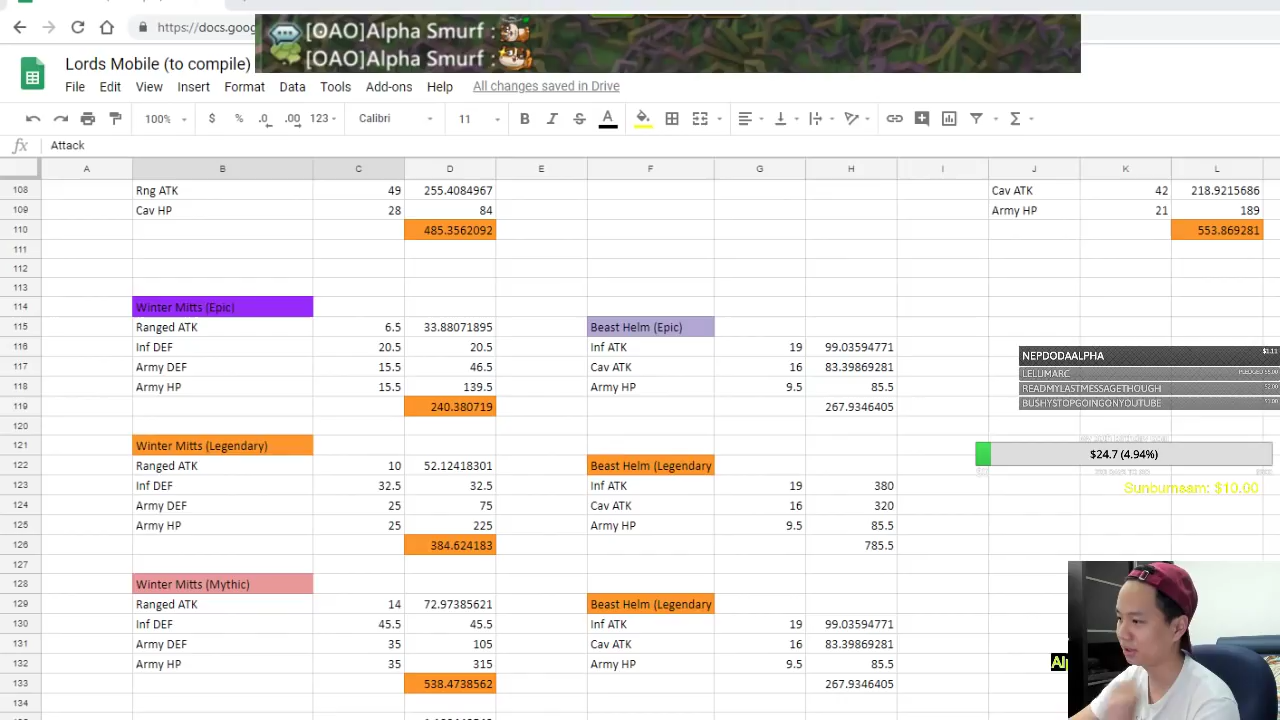 https://docs.goog
[OAO]Alpha Smurf :
[OAO]Alpha Smurf :
Lords Mobile (to compile)
File Edit View Insert Format Data Tools Add-ons Help All changes saved in Drive
100% $ % .0 .00 123 Calibri 11 B I S A
fx Attack
A B C D E F G H I J K L
108 Rng ATK 49 255.4084967 Cav ATK 42 218.9215686
109 Cav HP 28 84 Army HP 21 189
110 485.3562092 553.869281
111
112
113
114 Winter Mitts (Epic)
115 Ranged ATK 6.5 33.88071895 Beast Helm (Epic)
116 Inf DEF 20.5 20.5 Inf ATK 19 99.03594771
117 Army DEF 15.5 46.5 Cav ATK 16 83.39869281
118 Army HP 15.5 139.5 Army HP 9.5 85.5
119 240.380719 267.9346405
120
121 Winter Mitts (Legendary)
122 Ranged ATK 10 52.12418301 Beast Helm (Legendary
123 Inf DEF 32.5 32.5 Inf ATK 19 380
124 Army DEF 25 75 Cav ATK 16 320
125 Army HP 25 225 Army HP 9.5 85.5
126 384.624183 785.5
127
128 Winter Mitts (Mythic)
129 Ranged ATK 14 72.97385621 Beast Helm (Legendary
130 Inf DEF 45.5 45.5 Inf ATK 19 99.03594771
131 Army DEF 35 105 Cav ATK 16 83.39869281
132 Army HP 35 315 Army HP 9.5 85.5
133 538.4738562 267.9346405
134
NEPDODAALPHA $1.11
LELLIMARC PLEDGED $5.00
READMYLASTMESSAGETHOUGH $2.00
BUSHYSTOPGOINGONYOUTUBE
$24.7 (4.94%)
Sunburnsam: $10.00